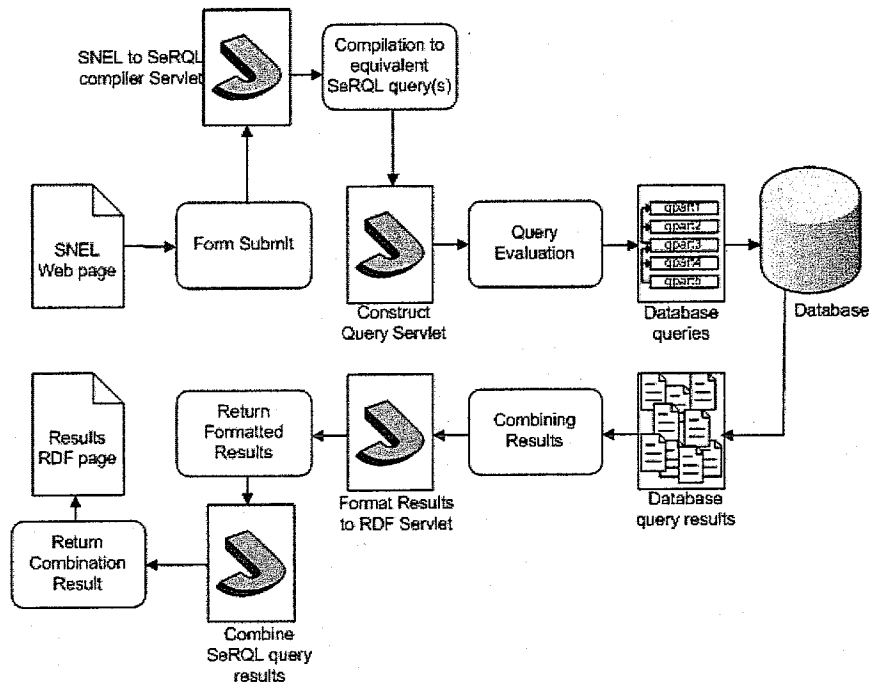 SNEL to SeRQL
compiler Servlet
Compilation to
equivalent
SeRQL query(s)
SNEL
Web page
Form Submit
Construct
Query Servlet
Query
Evaluation
qpart1
qpart2
qpart3
qpart4
qpart5
Database
queries
Database
Results
RDF page
Return
Formatted
Results
Format Results
to RDF Servlet
Combining
Results
Database
query results
Return
Combination
Result
Combine
SeRQL query
results